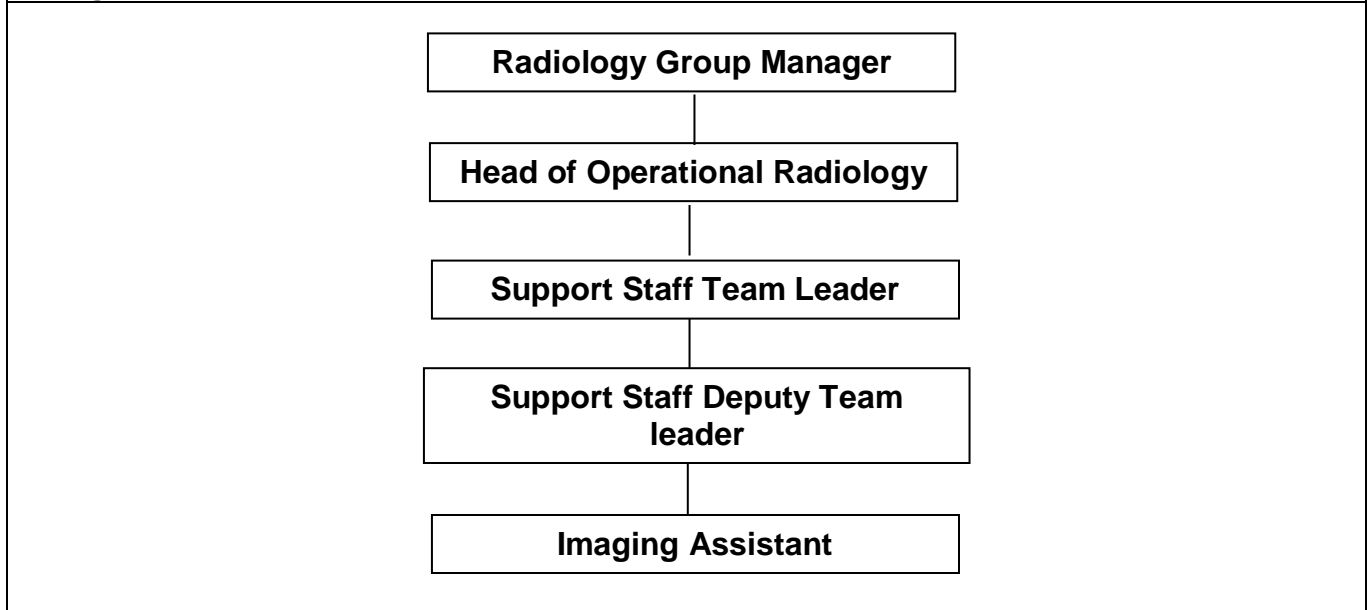 Radiology Group Manager
Head of Operational Radiology
Support Staff Team Leader
Support Staff Deputy Team
leader
Imaging Assistant